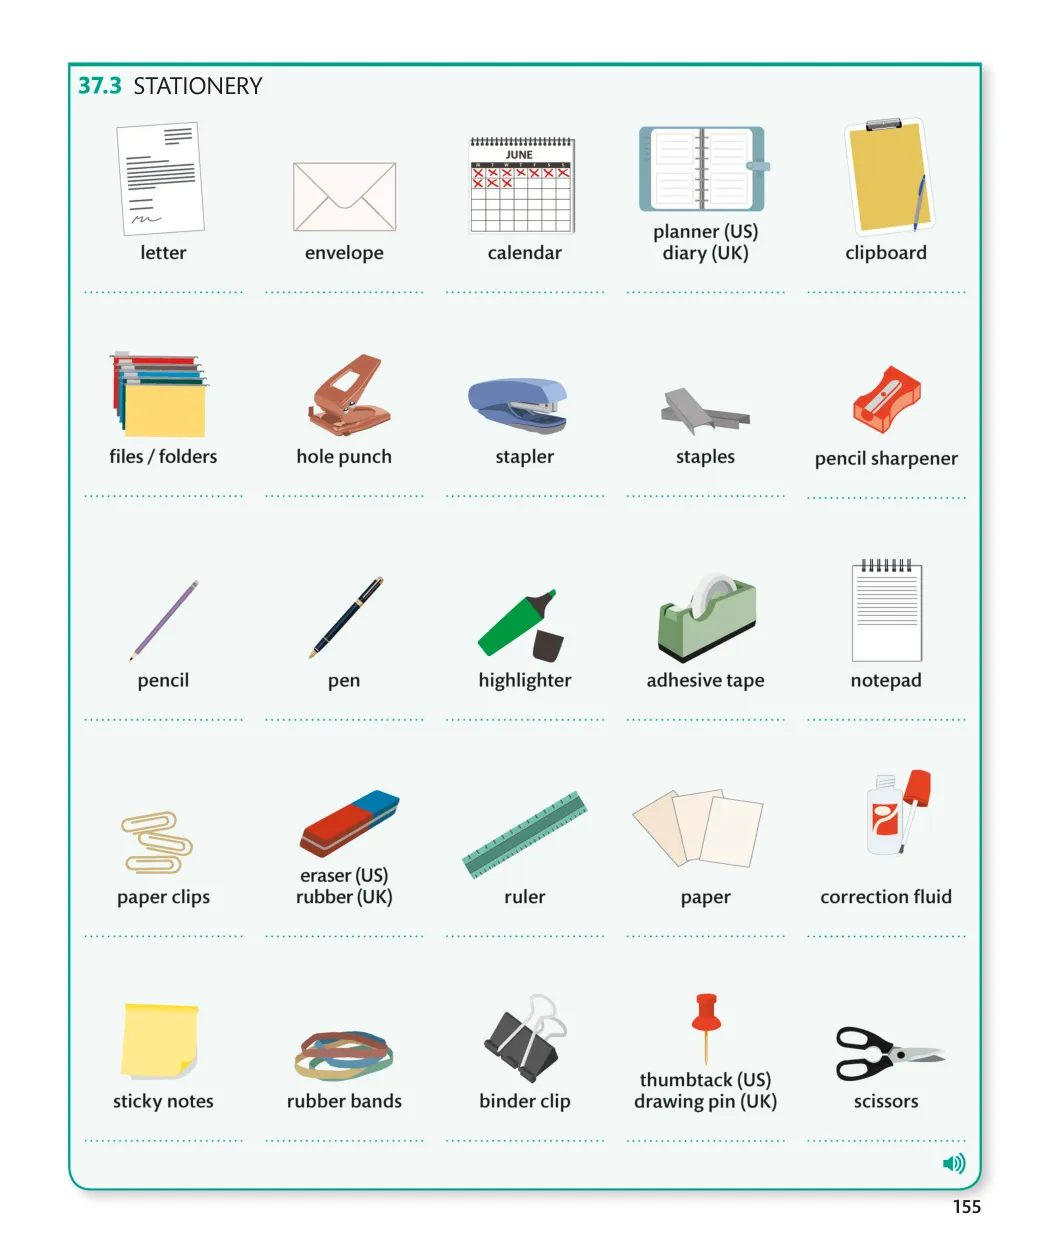 37.3 STATIONERY
JUNE
M T W T F S S
letter
envelope
calendar
planner (US)
diary (UK)
clipboard
files / folders
hole punch
stapler
staples
pencil sharpener
pencil
pen
highlighter
adhesive tape
notepad
paper clips
eraser (US)
rubber (UK)
ruler
paper
correction fluid
sticky notes
rubber bands
binder clip
thumbtack (US)
drawing pin (UK)
scissors
155